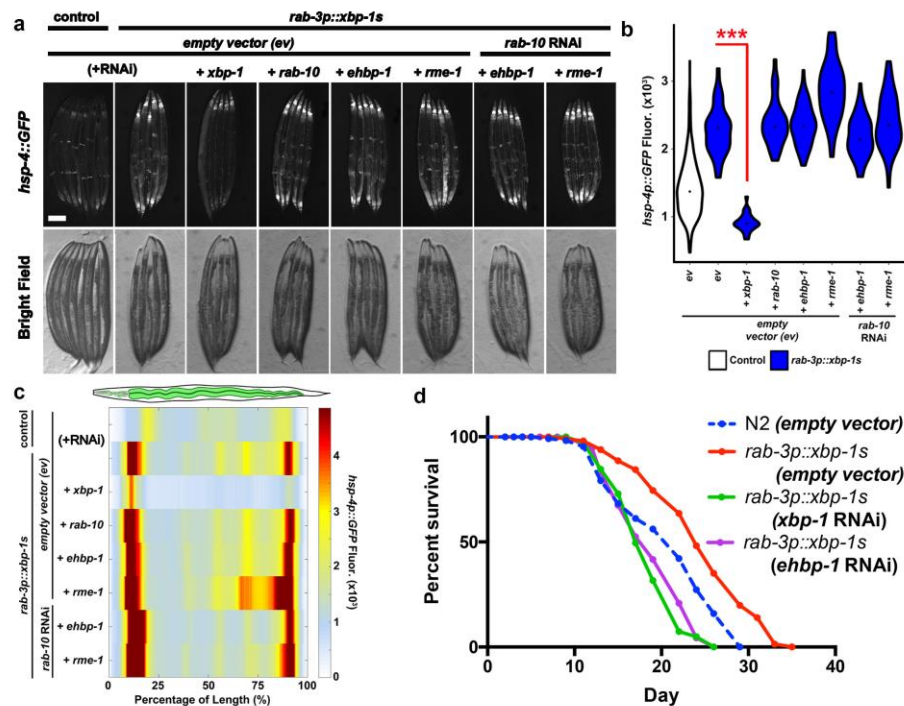 a
control
rab-3p::xbp-1s
empty vector (ev)
rab-10 RNAi
(+RNAi)
+ xbp-1
+ rab-10
+ ehbp-1
+ rme-1
+ ehbp-1
+ rme-1
hsp-4::GFP
Bright Field
b
***
hsp-4p::GFP Fluor. (x10³)
3
2
1
ev
ev
+ xbp-1
+ rab-10
+ ehbp-1
+ rme-1
+ ehbp-1
+ rme-1
empty
vector (ev)
rab-10
RNAi
Control
rab-3p::xbp-1s
c
control
(+RNAi)
rab-3p::xbp-1s
empty vector (ev)
+ xbp-1
+ rab-10
+ ehbp-1
+ rme-1
rab-10 RNAi
+ ehbp-1
+ rme-1
0
25
50
75
100
Percentage of Length (%)
4
3
2
1
0
hsp-4p::GFP Fluor. (x10³)
d
Percent survival
100
50
0
0
10
20
30
40
Day
N2 (empty vector)
rab-3p::xbp-1s
(empty vector)
rab-3p::xbp-1s
(xbp-1 RNAi)
rab-3p::xbp-1s
(ehbp-1 RNAi)